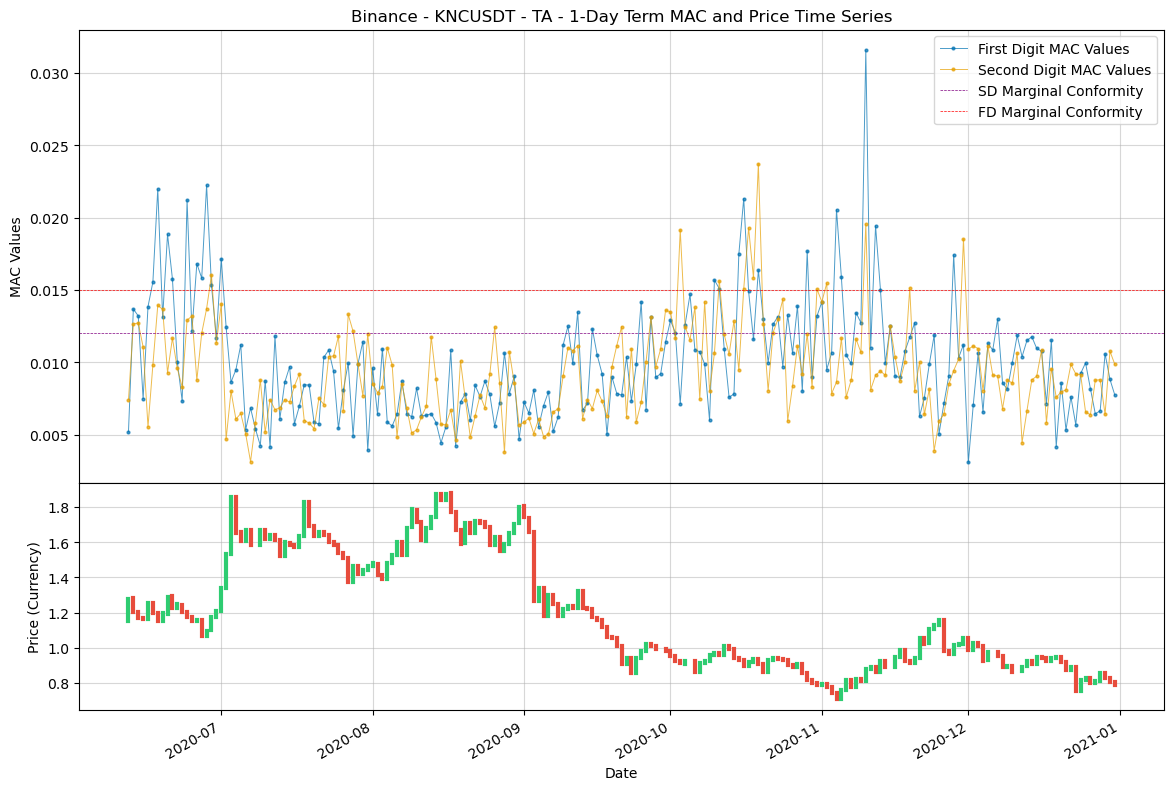 Binance - KNCUSDT - TA - 1-Day Term MAC and Price Time Series
First Digit MAC Values
Second Digit MAC Values
SD Marginal Conformity
FD Marginal Conformity
MAC Values
0.030
0.025
0.020
0.015
0.010
0.005
Price (Currency)
1.8
1.6
1.4
1.2
1.0
0.8
2020-07
2020-08
2020-09
2020-10
2020-11
2020-12
2021-01
Date